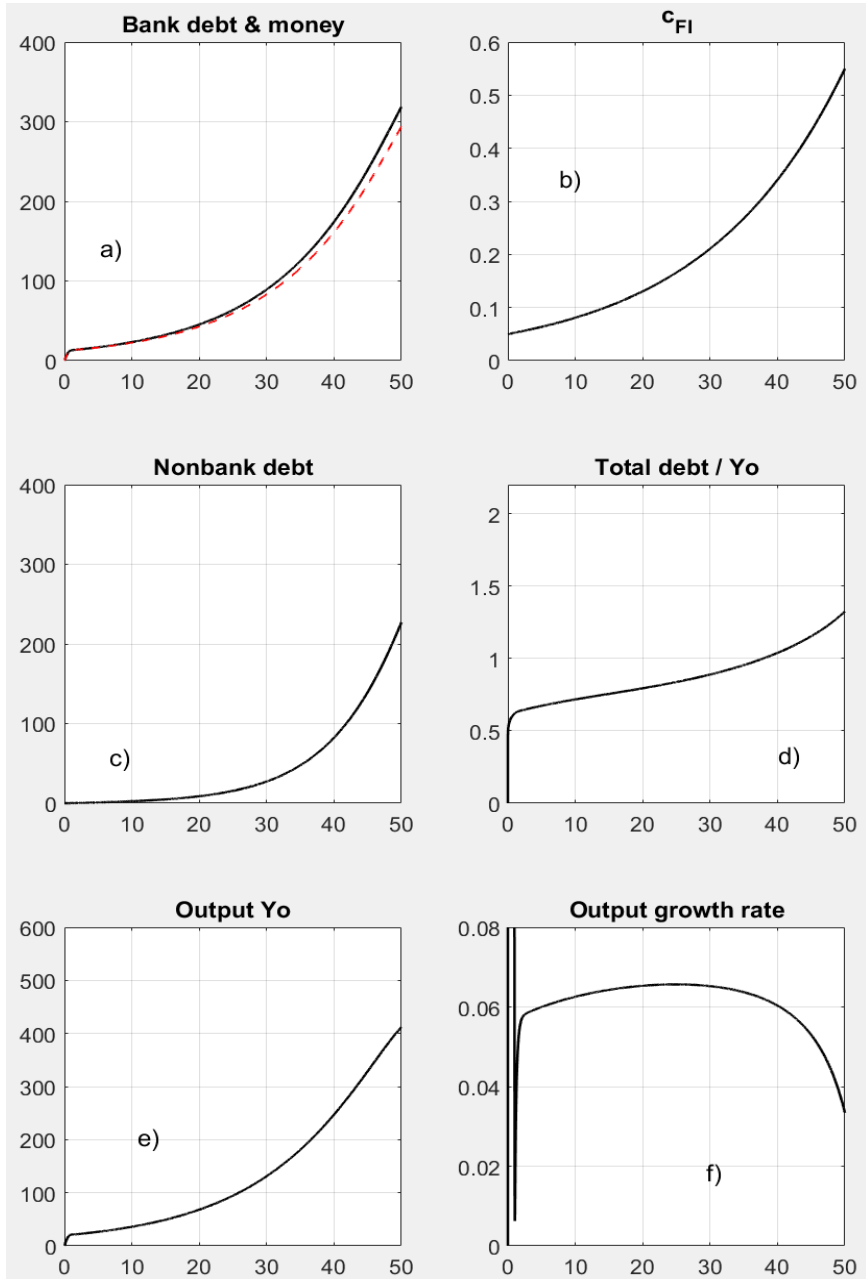 Bank debt & money
400
300
200
100
0
a)
0 10 20 30 40 50
cFI
0.6
0.5
0.4
0.3
0.2
0.1
0
b)
0 10 20 30 40 50
Nonbank debt
400
300
200
100
0
c)
0 10 20 30 40 50
Total debt / Yo
2
1.5
1
0.5
0
d)
0 10 20 30 40 50
Output Yo
600
500
400
300
200
100
0
e)
0 10 20 30 40 50
Output growth rate
0.08
0.06
0.04
0.02
0
f)
0 10 20 30 40 50